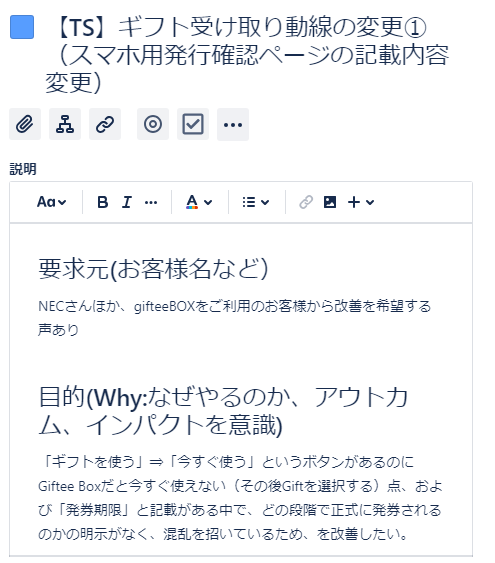 【TS】ギフト受け取り動線の変更①
（スマホ用発行確認ページの記載内容
変更）
説明
Aa
B I ... A
要求元(お客様名など）
NECさんほか、gifteeBOXをご利用のお客様から改善を希望する
声あり
目的(Why:なぜやるのか、アウトカ
ム、インパクトを意識)
「ギフトを使う」⇒「今すぐ使う」というボタンがあるのに
Giftee Boxだと今すぐ使えない（その後Giftを選択する）点、およ
び「発券期限」と記載がある中で、どの段階で正式に発券される
のかの明示がなく、混乱を招いているため、を改善したい。